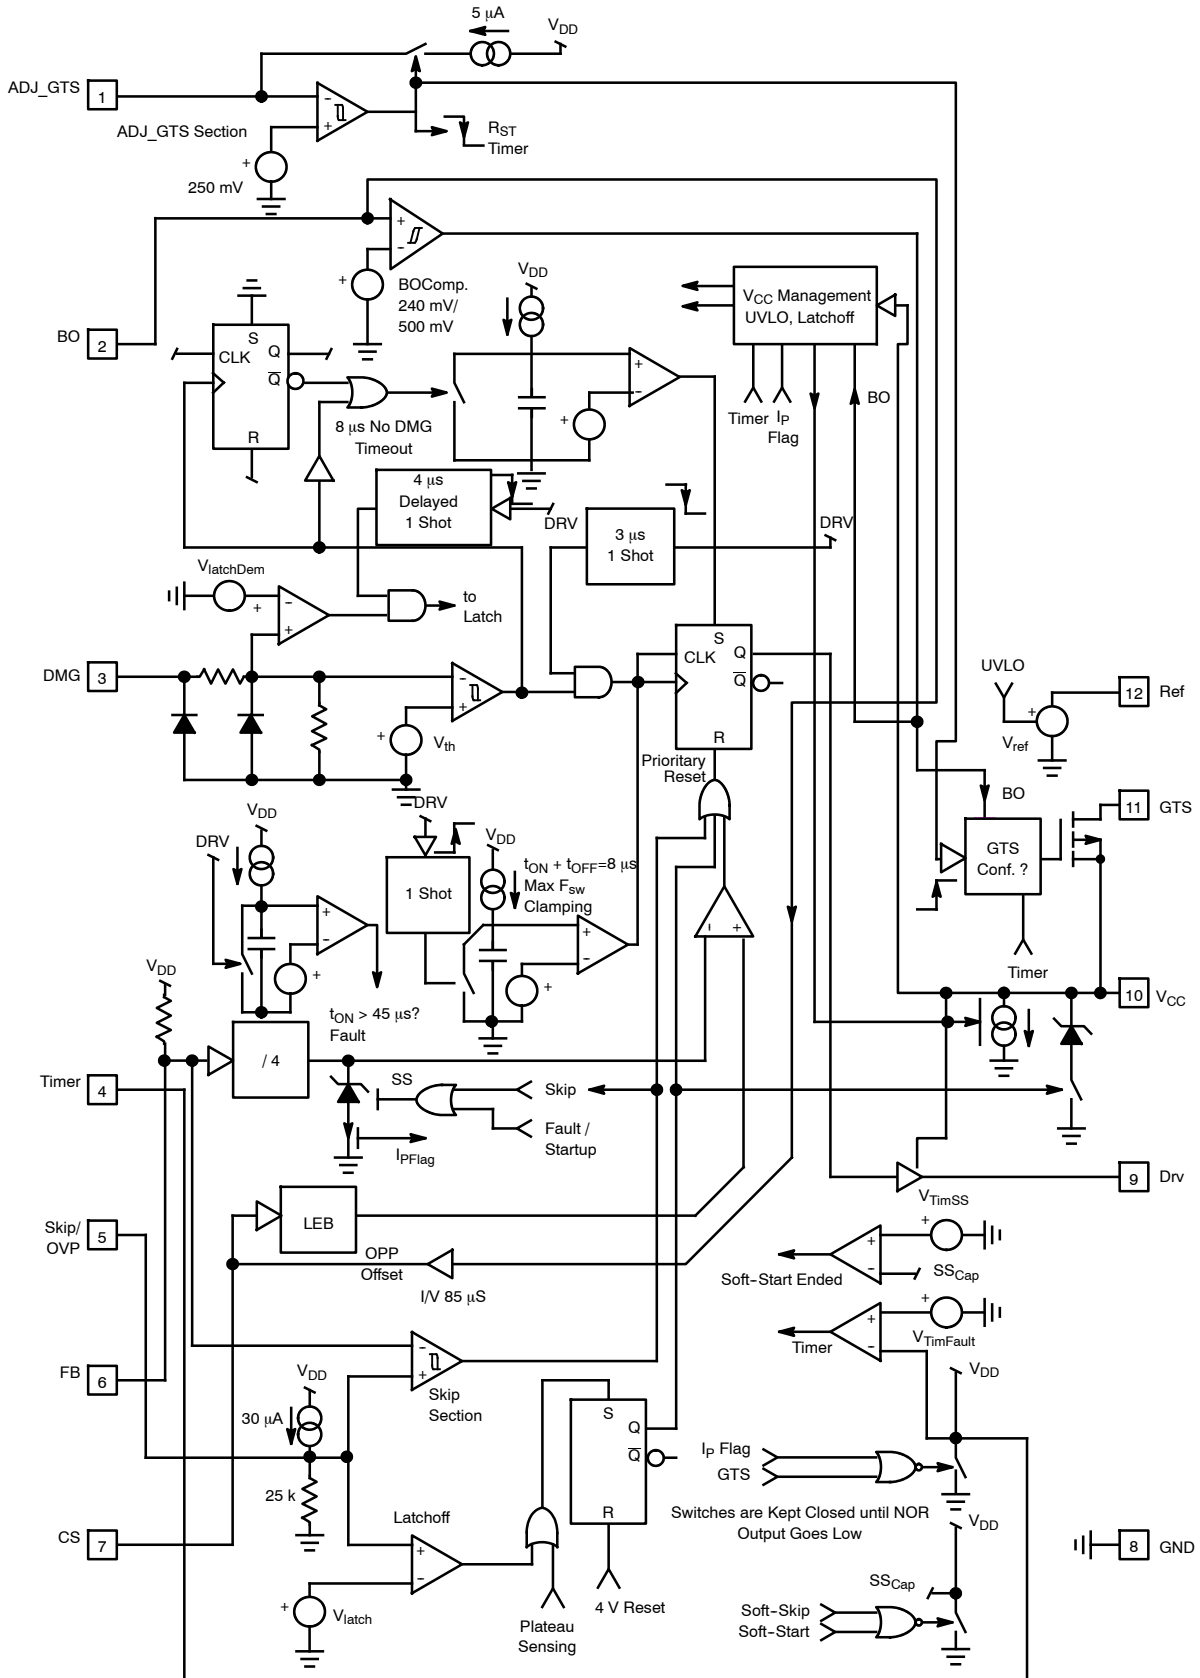 5 µA
VDD
ADJ_GTS
1
-
+
ADJ_GTS Section
RST
Timer
+
250 mV
+
-
+
BOComp.
240 mV/
500 mV
VDD
VCC Management
UVLO, Latchoff
BO
2
S
CLK
Q
Q
R
+
-
+
8 µs No DMG
Timeout
Timer
IP
Flag
BO
4 µs
Delayed
1 Shot
DRV
3 µs
1 Shot
DRV
VlatchDem
+
-
+
to
Latch
S
CLK
Q
Q
R
DMG
3
-
+
+
Vth
UVLO
+
Vref
12
Ref
Prioritary
Reset
DRV
VDD
DRV
VDD
BO
11
GTS
GTS
Conf. ?
1 Shot
tON + tOFF=8 µs
Max Fsw
Clamping
+
-
+
+
-
+
-
+
Timer
VDD
tON > 45 µs?
Fault
10
VCC
/ 4
Timer
4
SS
Skip
Fault /
Startup
IPFlag
9
Drv
LEB
VTimSS
Skip/
OVP
5
OPP
Offset
I/V 85 µS
+
+
-
Soft-Start Ended
SSCap
+
+
-
Timer
VTimFault
FB
6
VDD
-
+
Skip
Section
VDD
30 µA
S
Q
Q
R
IP Flag
GTS
25 k
Switches are Kept Closed until NOR
Output Goes Low
VDD
Latchoff
CS
7
+
-
8
GND
SSCap
+
Vlatch
4 V Reset
Plateau
Sensing
Soft-Skip
Soft-Start